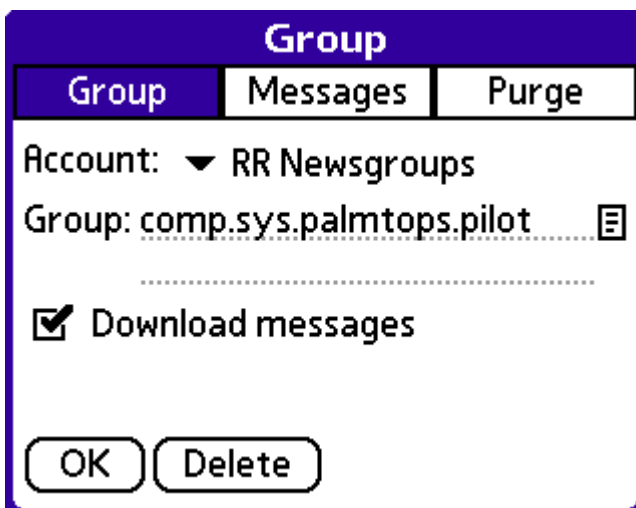 Group
Group Messages Purge
Account: RR Newsgroups
Group: comp.sys.palmtops.pilot
Download messages
OK Delete